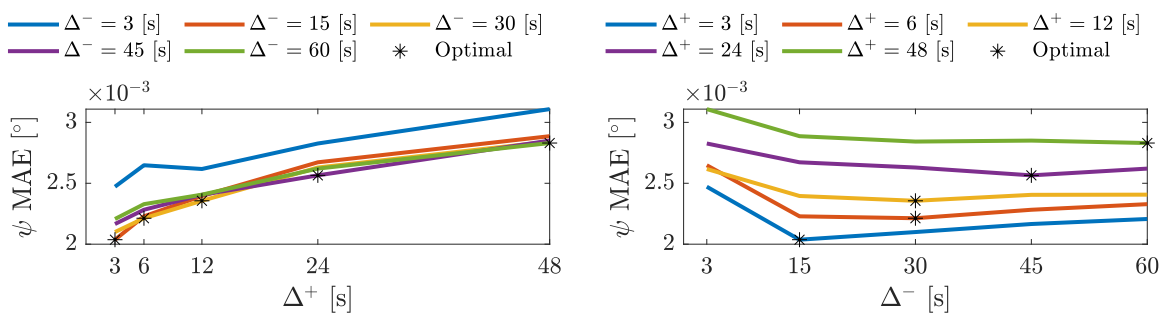 Δ⁻ = 3 [s] Δ⁻ = 15 [s] Δ⁻ = 30 [s]
Δ⁻ = 45 [s] Δ⁻ = 60 [s] Optimal
×10⁻³
3
2.5
2
ψ MAE [°]
3 6 12 24 48
Δ⁺ [s]
Δ⁺ = 3 [s] Δ⁺ = 6 [s] Δ⁺ = 12 [s]
Δ⁺ = 24 [s] Δ⁺ = 48 [s] Optimal
×10⁻³
3
2.5
2
ψ MAE [°]
3 15 30 45 60
Δ⁻ [s]